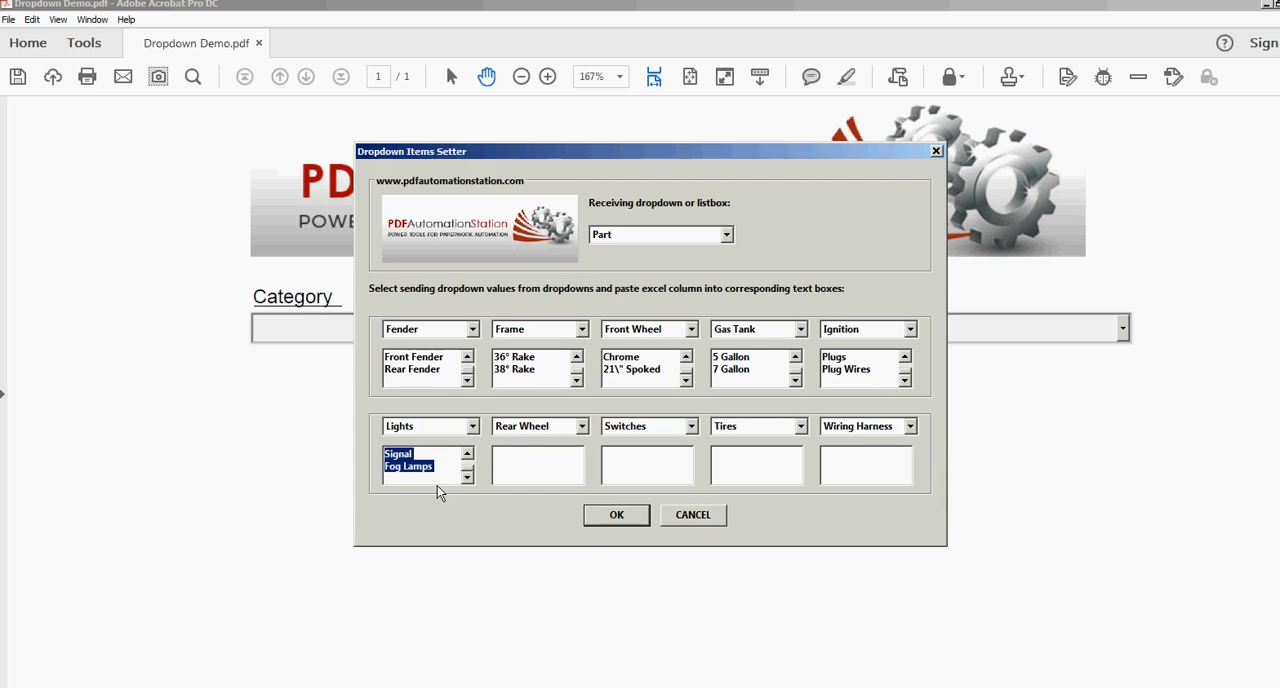 Dropdown Demo.pdf - Adobe Acrobat Pro DC
File Edit View Window Help
Home Tools Dropdown Demo.pdf × ? Sign
1 / 1 167%
PD
POWE
Dropdown Items Setter
www.pdfautomationstation.com
PDFAutomationStation
POWER TOOLS FOR PAPERWORK AUTOMATION
Receiving dropdown or listbox:
Part
Category
Select sending dropdown values from dropdowns and paste excel column into corresponding text boxes:
Fender Frame Front Wheel Gas Tank Ignition
Front Fender 36° Rake Chrome 5 Gallon Plugs
Rear Fender 38° Rake 21\" Spoked 7 Gallon Plug Wires
Lights Rear Wheel Switches Tires Wiring Harness
Signal
Fog Lamps
OK CANCEL